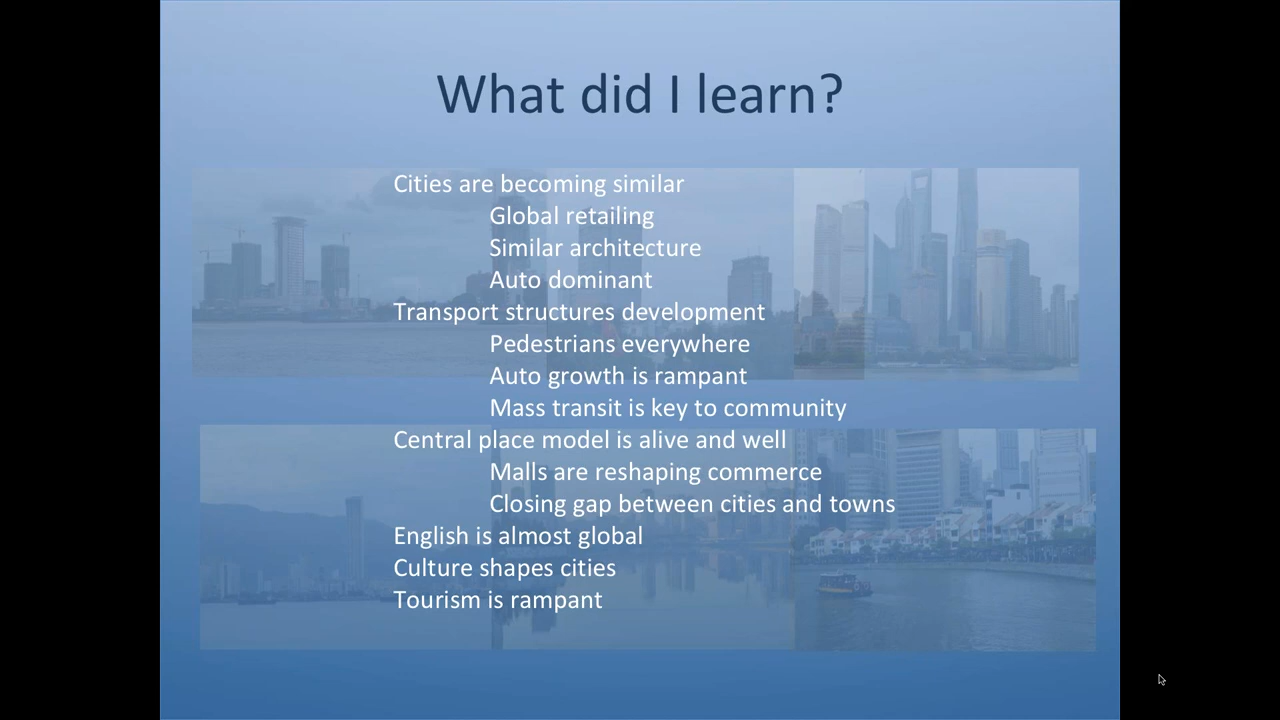 What did I learn?
Cities are becoming similar
Global retailing
Similar architecture
Auto dominant
Transport structures development
Pedestrians everywhere
Auto growth is rampant
Mass transit is key to community
Central place model is alive and well
Malls are reshaping commerce
Closing gap between cities and towns
English is almost global
Culture shapes cities
Tourism is rampant